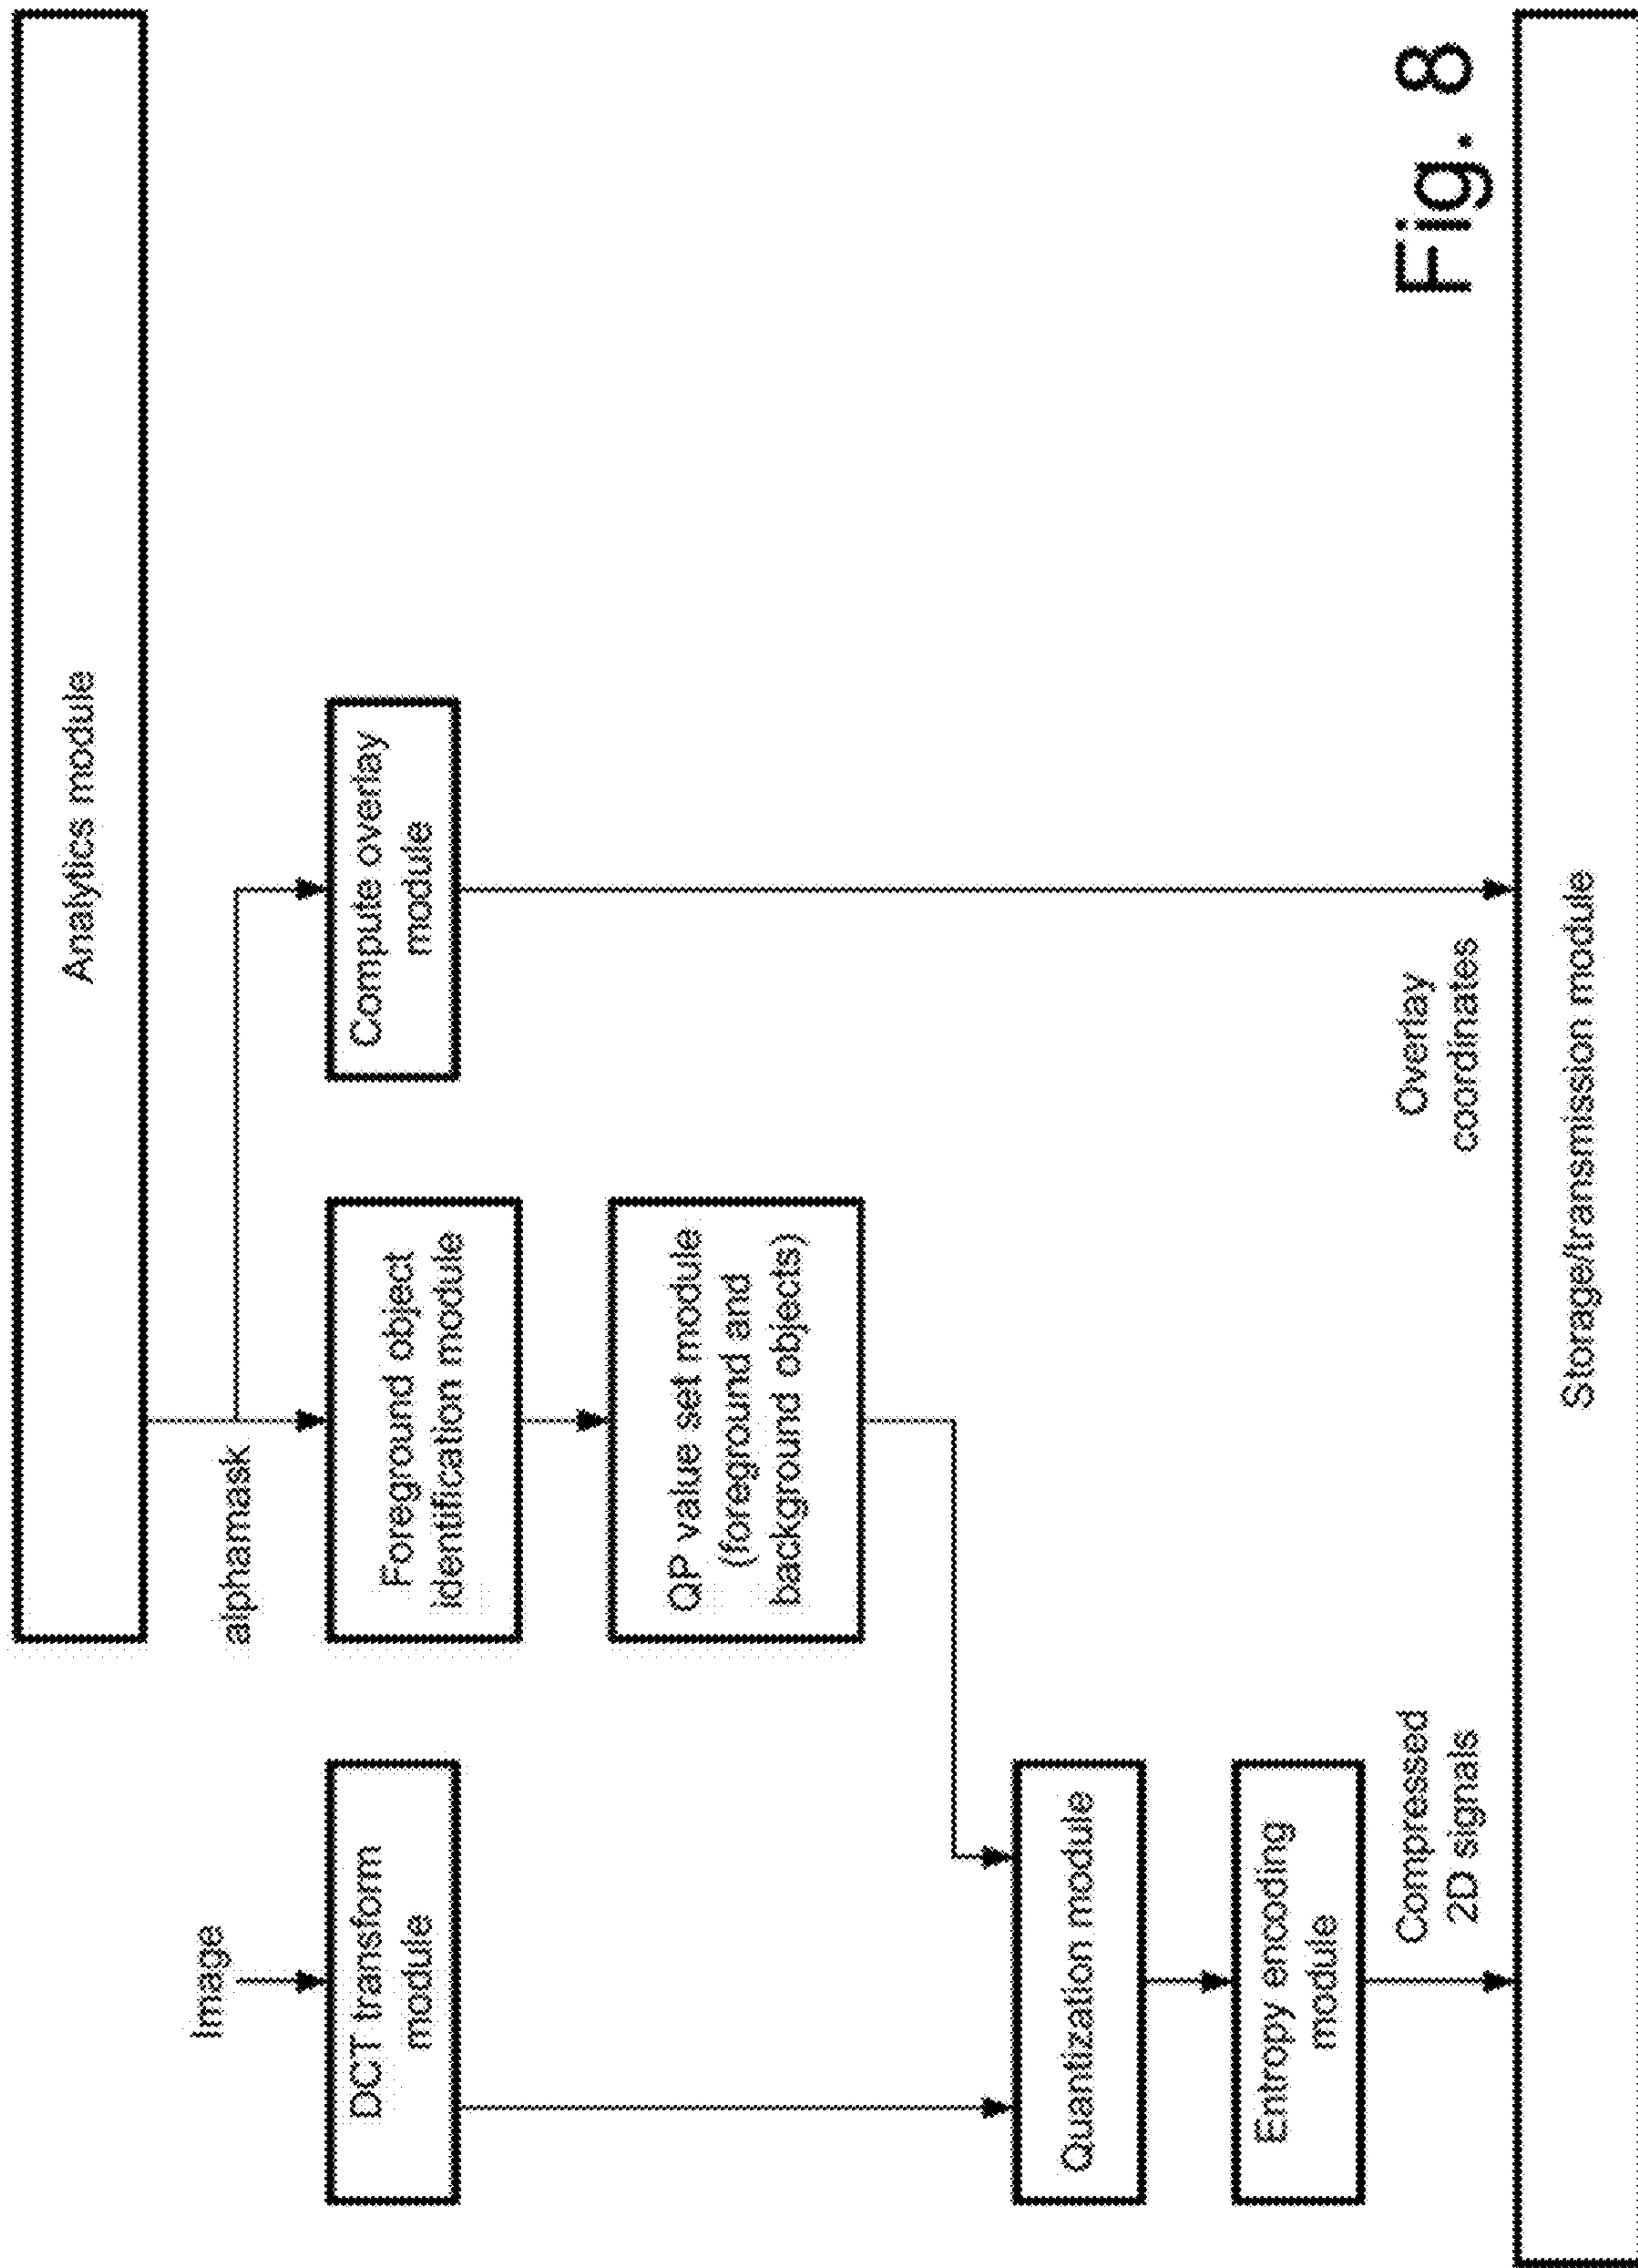 Analytics module
Image
alphamask
DCT transform
module
Foreground object
identification module
Compute overlay
module
QP value set module
(foreground and
background objects)
Quantization module
Entropy encoding
module
Compressed
2D signals
Overlay
coordinates
Fig. 8
Storage/transmission module